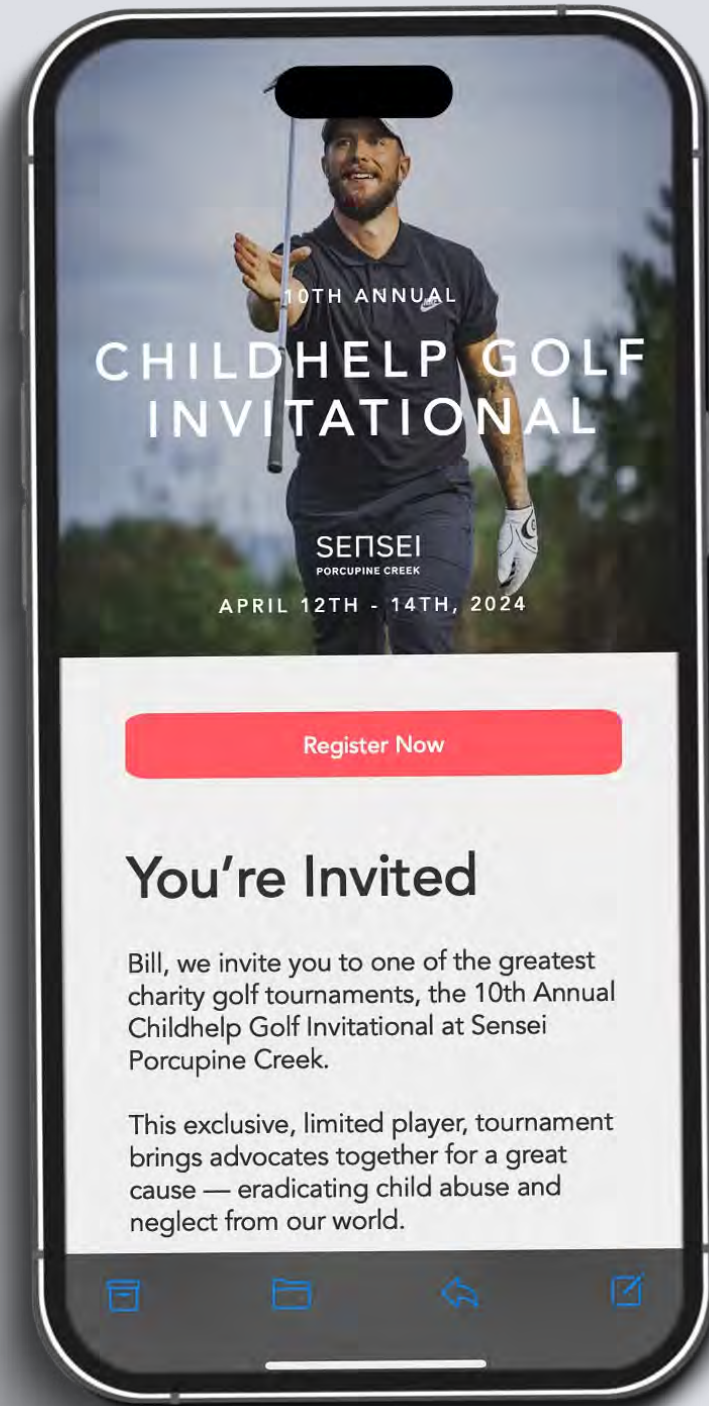 10TH ANNUAL
CHILDHELP GOLF
INVITATIONAL
SENSEI
PORCUPINE CREEK
APRIL 12TH - 14TH, 2024
Register Now
You're Invited
Bill, we invite you to one of the greatest
charity golf tournaments, the 10th Annual
Childhelp Golf Invitational at Sensei
Porcupine Creek.
This exclusive, limited player, tournament
brings advocates together for a great
cause — eradicating child abuse and
neglect from our world.